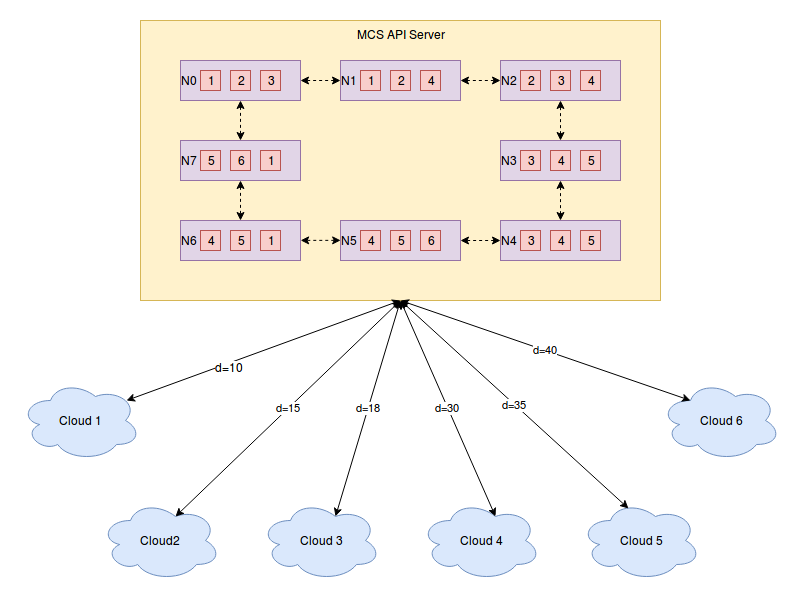 MCS API Server
N0 1 2 3
N1 1 2 4
N2 2 3 4
N7 5 6 1
N3 3 4 5
N6 4 5 1
N5 4 5 6
N4 3 4 5
d=40
d=10
d=15
d=18
d=30
d=35
Cloud 1
Cloud 6
Cloud2
Cloud 3
Cloud 4
Cloud 5